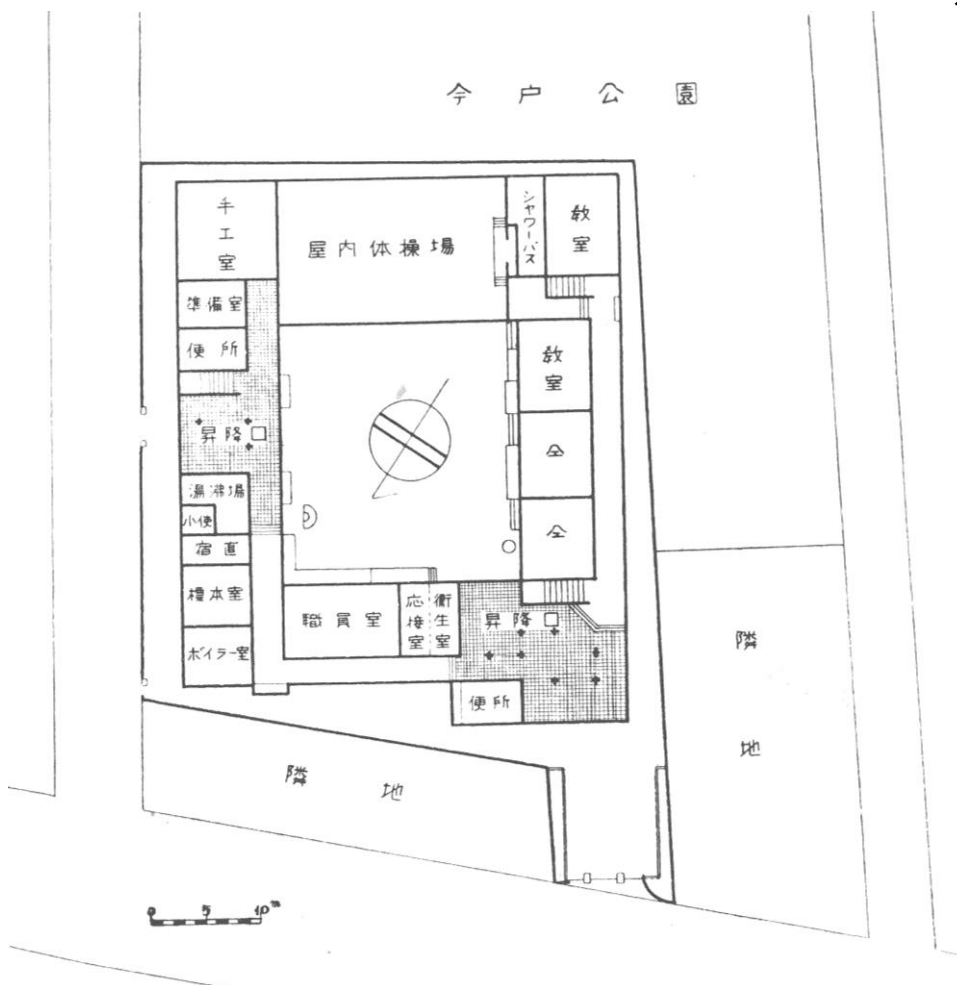 今戸公園
手工室
屋内体操場
シャワーバス
教室
準備室
便所
教室
昇降
仝
湯沸場
小使
仝
宿直
標本室
職員室
応接室
衛生室
昇降
ボイラー室
便所
隣地
隣地
0 5 10m